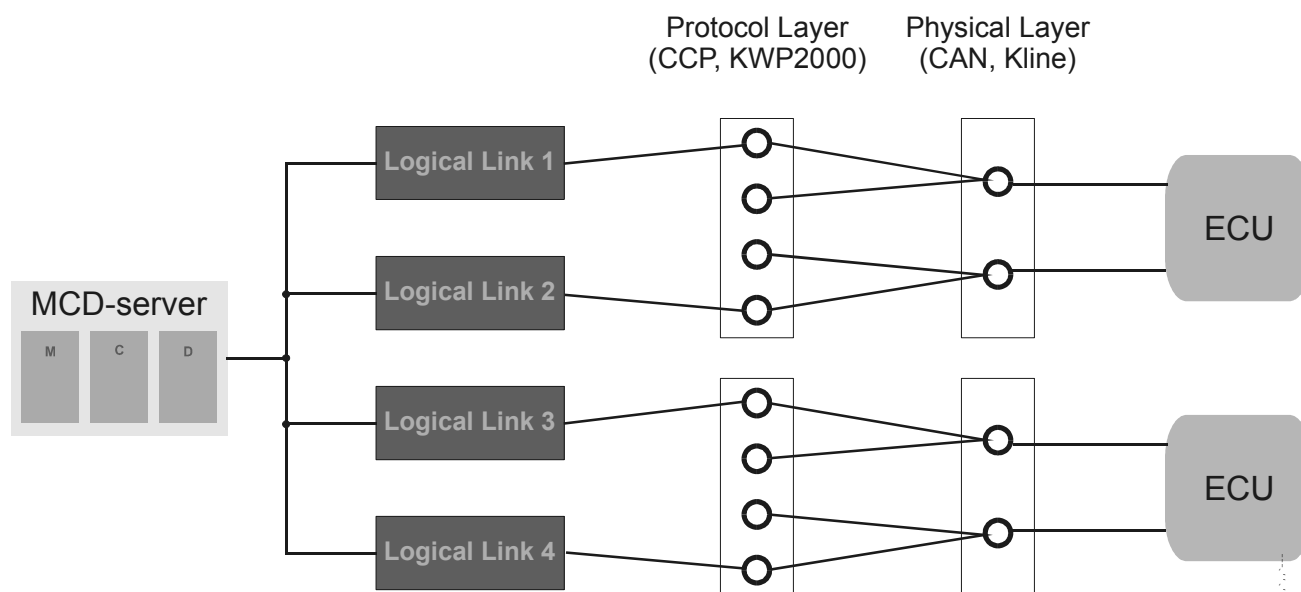 Protocol Layer
(CCP, KWP2000)
Physical Layer
(CAN, Kline)
Logical Link 1
ECU
Logical Link 2
MCD-server
M C D
Logical Link 3
ECU
Logical Link 4